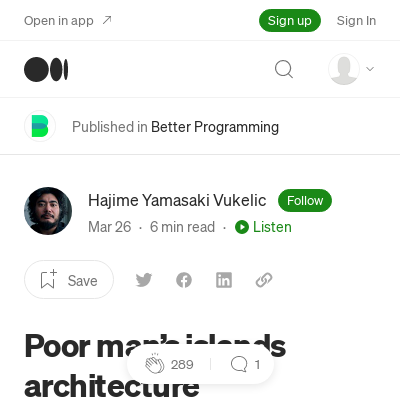 Open in app
Sign up
Sign In
Published in Better Programming
Hajime Yamasaki Vukelic
Follow
Mar 26 · 6 min read · Listen
Save
Poor man's islands
289
1
architecture